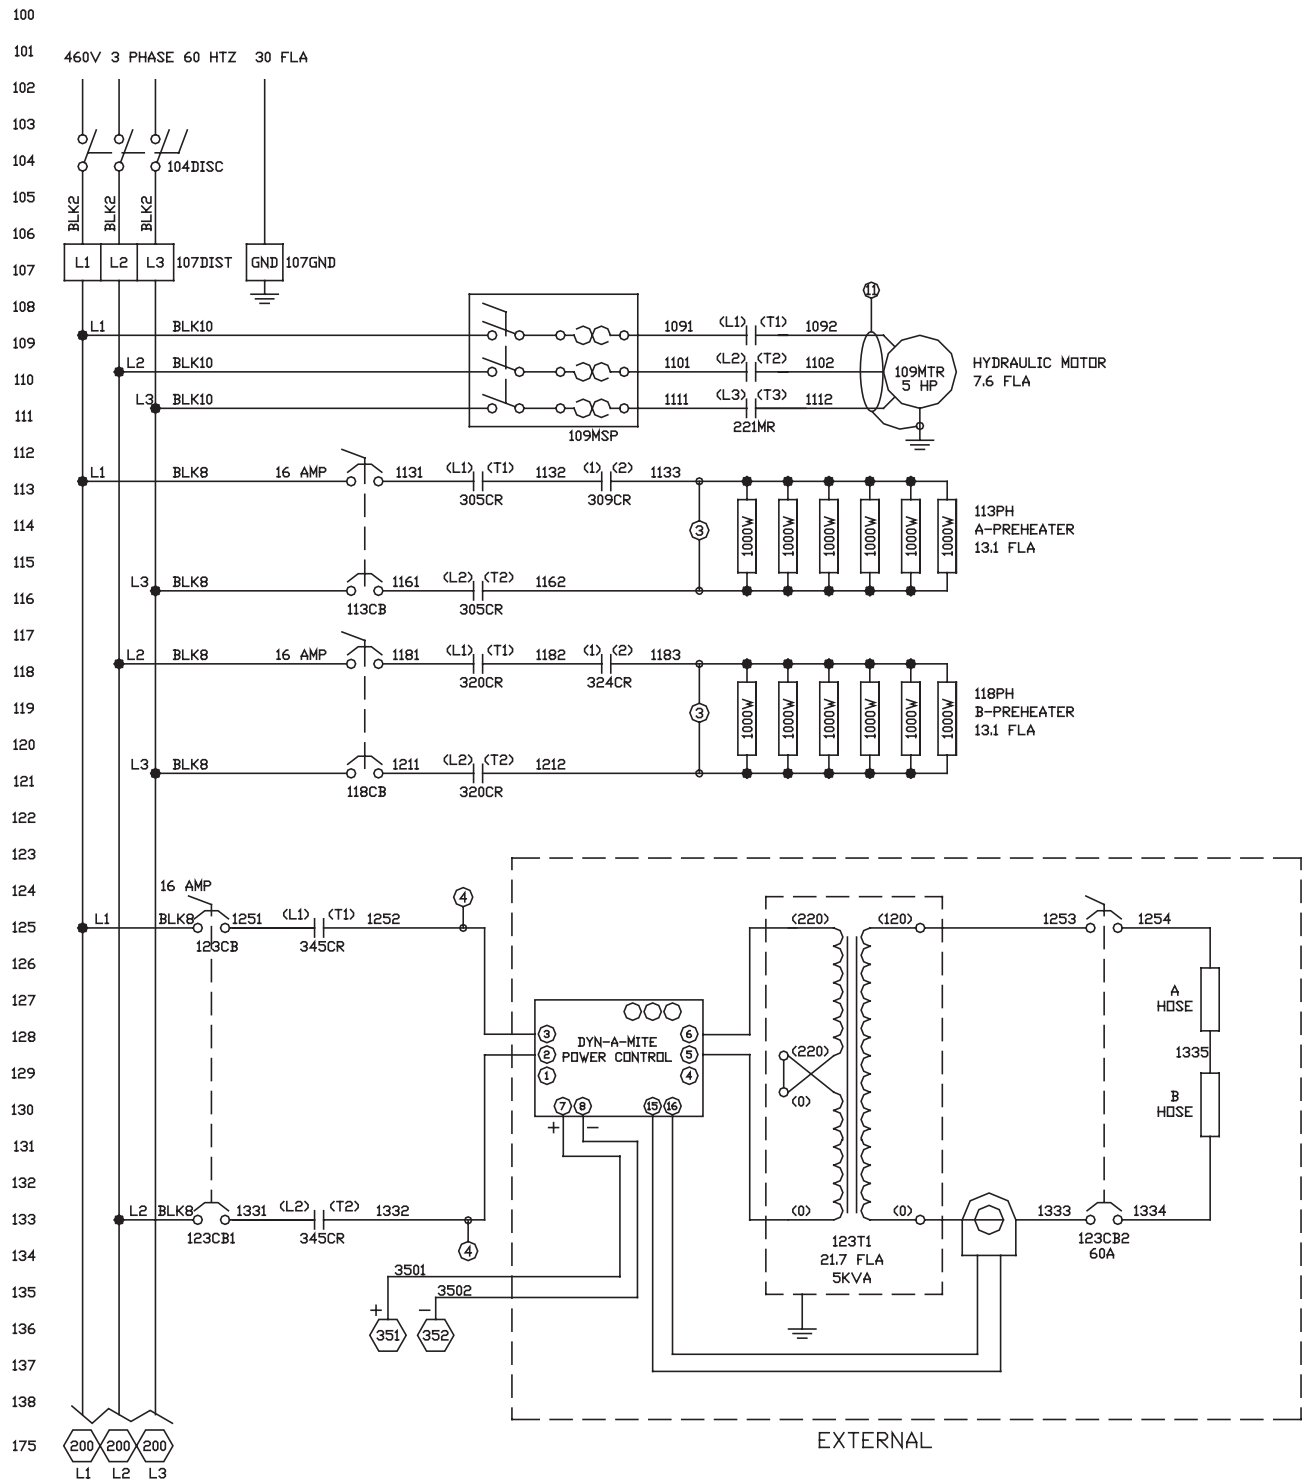 100
101
460V 3 PHASE 60 HTZ 30 FLA
102
103
104
104DISC
105
BLK2 BLK2 BLK2
106
L1 L2 L3 107DIST GND 107GND
107
11
108
L1 BLK10 1091 (L1) (T1) 1092
109
L2 BLK10 1101 (L2) (T2) 1102
HYDRAULIC MOTOR
109MTR
110
7.6 FLA
5 HP
L3 BLK10 1111 (L3) (T3) 1112
111
221MR
109MSP
112
L1 BLK8 16 AMP 1131 (L1) (T1) 1132 (1) (2) 1133
113
305CR 309CR
113PH
114
3
1000W 1000W 1000W 1000W 1000W 1000W
A-PREHEATER
13.1 FLA
115
L3 BLK8 1161 (L2) (T2) 1162
116
113CB 305CR
117
L2 BLK8 16 AMP 1181 (L1) (T1) 1182 (1) (2) 1183
118
320CR 324CR
118PH
119
3
1000W 1000W 1000W 1000W 1000W 1000W
B-PREHEATER
13.1 FLA
120
L3 BLK8 1211 (L2) (T2) 1212
121
118CB 320CR
122
123
124
16 AMP
4
L1 BLK8 1251 (L1) (T1) 1252 (220) (120) 1253 1254
125
123CB 345CR
126
A
HOSE
127
128
3 6
DYN-A-MITE
POWER CONTROL
2 5
(220)
1335
129
1 4
(0)
B
HOSE
130
7 8 15 16
+ −
131
132
L2 BLK8 1331 (L2) (T2) 1332 (0) (0) 1333 1334
133
123CB1 345CR
123T1
123CB2
134
4
21.7 FLA
60A
3501
5KVA
135
3502
+ −
136
351 352
137
138
EXTERNAL
175
200 200 200
L1 L2 L3